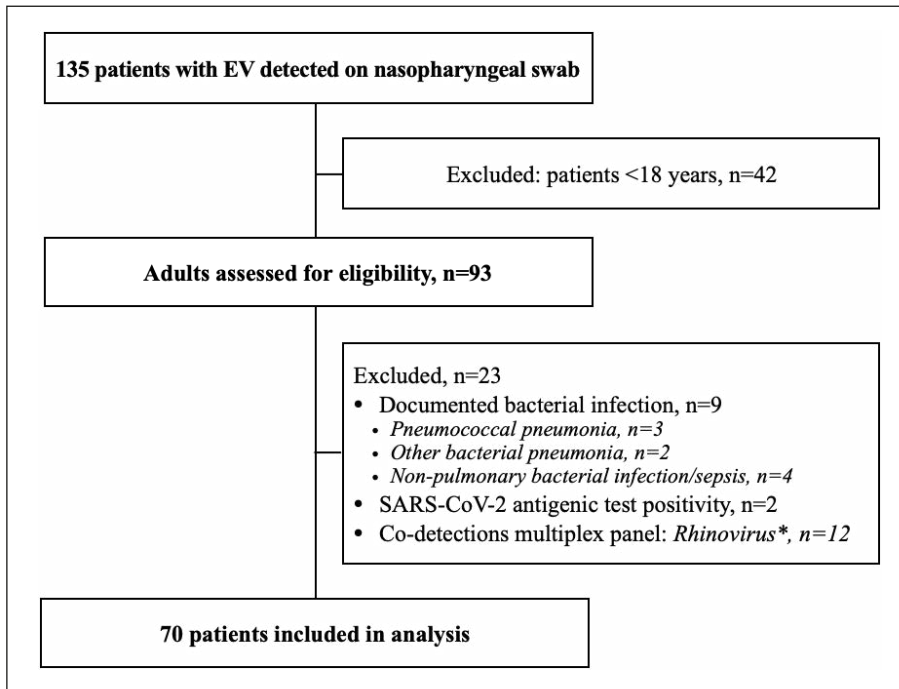 135 patients with EV detected on nasopharyngeal swab
Excluded: patients <18 years, n=42
Adults assessed for eligibility, n=93
Excluded, n=23
• Documented bacterial infection, n=9
• Pneumococcal pneumonia, n=3
• Other bacterial pneumonia, n=2
• Non-pulmonary bacterial infection/sepsis, n=4
• SARS-CoV-2 antigenic test positivity, n=2
• Co-detections multiplex panel: Rhinovirus*, n=12
70 patients included in analysis